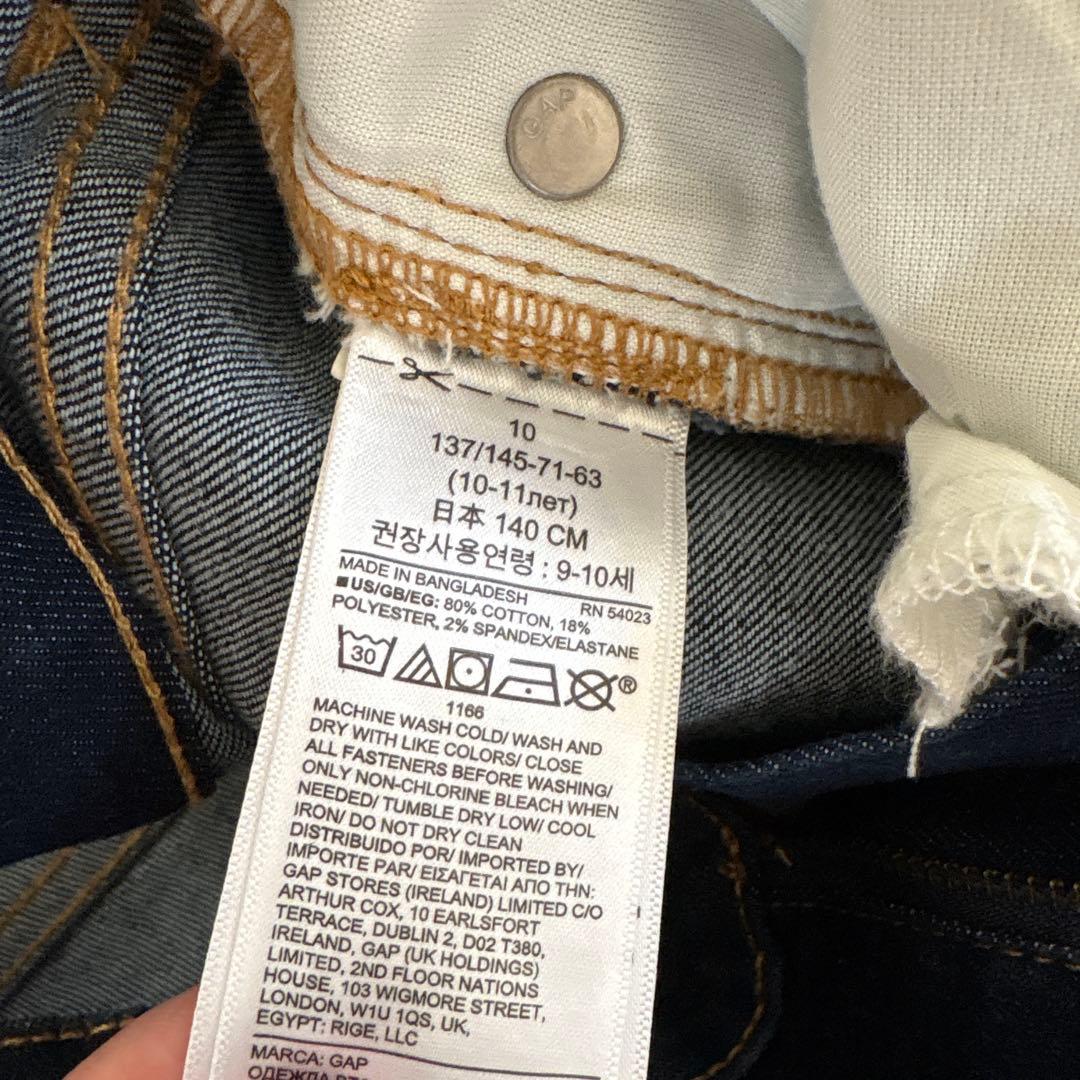 GAP
10
137/145-71-63
(10-11лет)
日本 140 CM
권장사용연령 : 9-10세
MADE IN BANGLADESH RN 54023
■US/GB/EG: 80% COTTON, 18%
POLYESTER, 2% SPANDEX/ELASTANE
30
®
1166
MACHINE WASH COLD/ WASH AND
DRY WITH LIKE COLORS/ CLOSE
ALL FASTENERS BEFORE WASHING/
ONLY NON-CHLORINE BLEACH WHEN
NEEDED/ TUMBLE DRY LOW/ COOL
IRON/ DO NOT DRY CLEAN
DISTRIBUIDO POR/ IMPORTED BY/
IMPORTE PAR/ ΕΙΣΑΓΕΤΑΙ ΑΠΟ ΤΗΝ:
GAP STORES (IRELAND) LIMITED C/O
ARTHUR COX, 10 EARLSFORT
TERRACE, DUBLIN 2, D02 T380,
IRELAND, GAP (UK HOLDINGS)
LIMITED, 2ND FLOOR NATIONS
HOUSE, 103 WIGMORE STREET,
LONDON, W1U 1QS, UK,
EGYPT: RIGE, LLC
MARCA: GAP
ОДЕЖДА